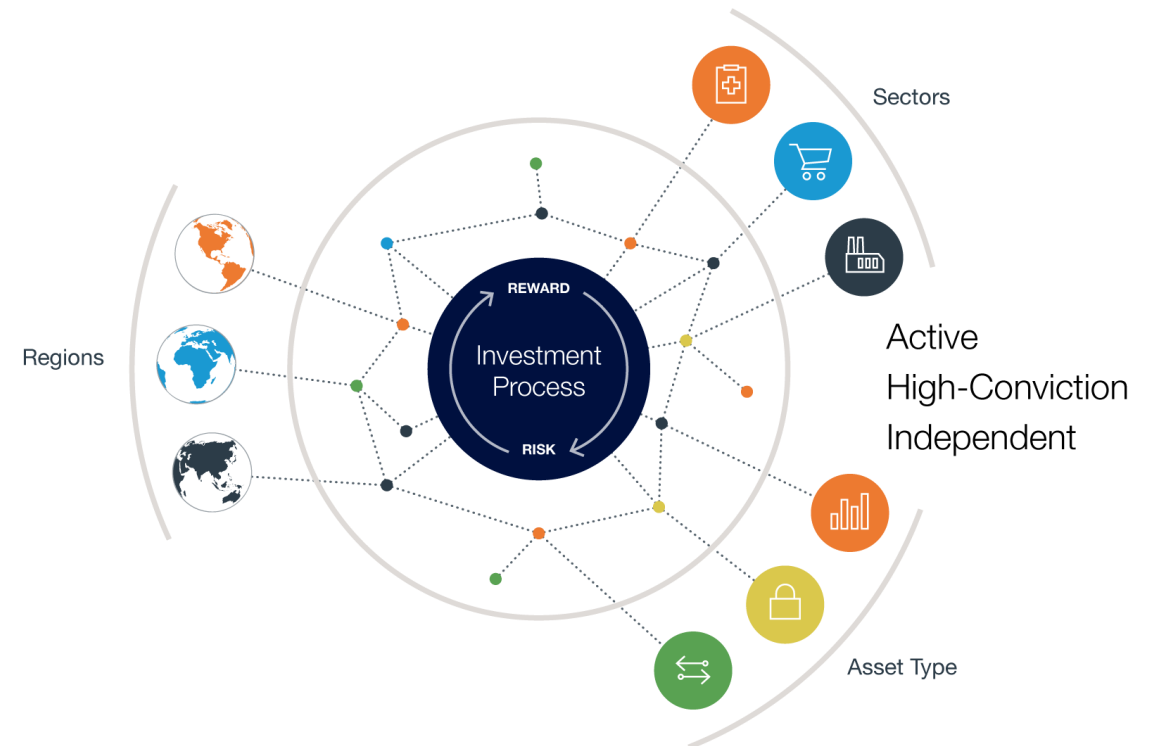 Sectors
REWARD
Investment
Process
RISK
Regions
Active
High-Conviction
Independent
Asset Type